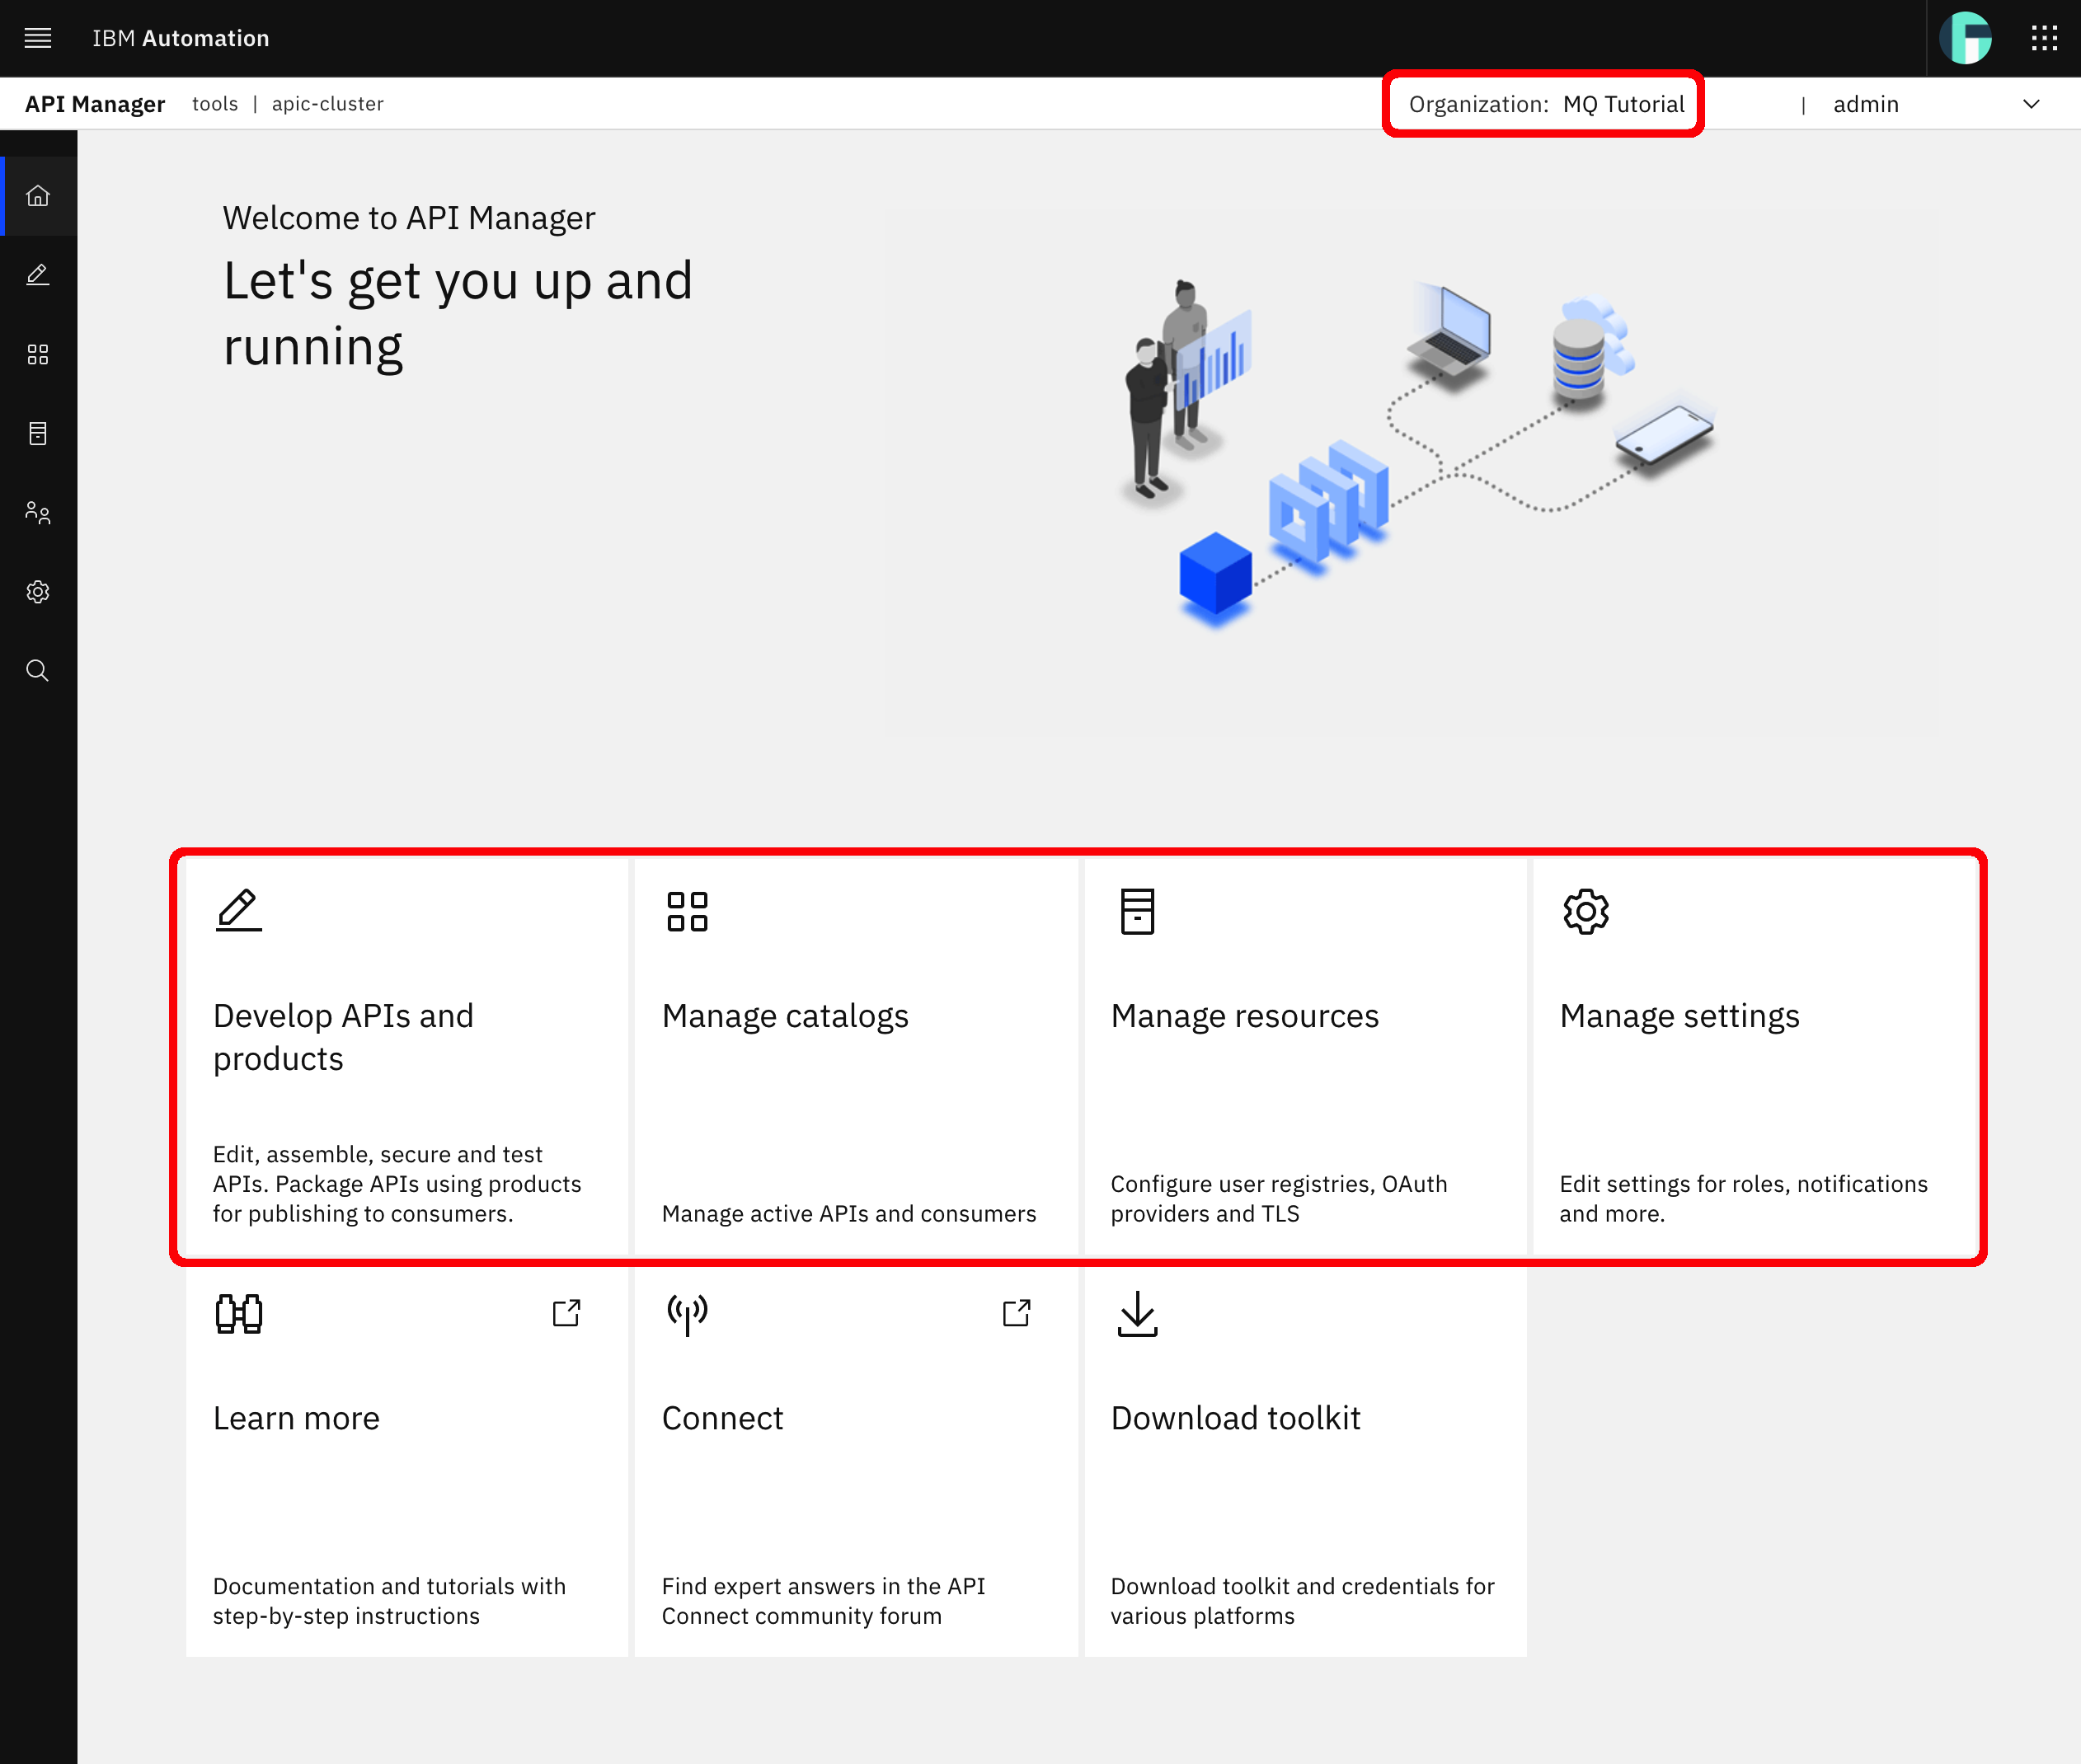 IBM Automation
API Manager tools | apic-cluster Organization: MQ Tutorial | admin
Welcome to API Manager
Let's get you up and
running
Develop APIs and
products
Edit, assemble, secure and test
APIs. Package APIs using products
for publishing to consumers.
Manage catalogs
Manage active APIs and consumers
Manage resources
Configure user registries, OAuth
providers and TLS
Manage settings
Edit settings for roles, notifications
and more.
Learn more
Documentation and tutorials with
step-by-step instructions
Connect
Find expert answers in the API
Connect community forum
Download toolkit
Download toolkit and credentials for
various platforms